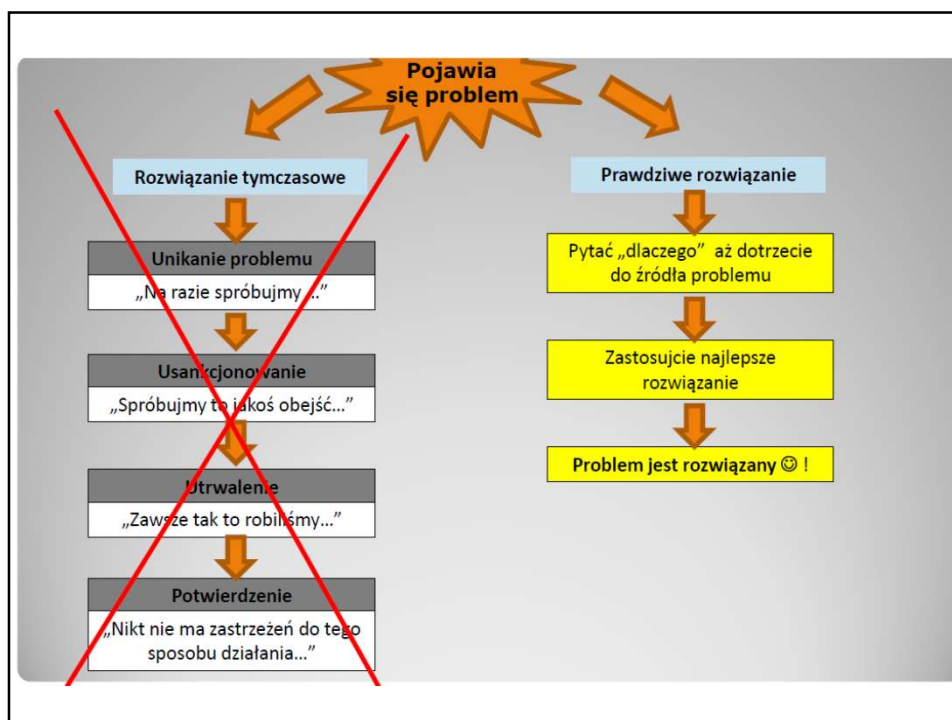 Pojawia
się problem
Rozwiązanie tymczasowe
Unikanie problemu
„Na razie spróbujmy ...”
Usankcjonowanie
„Spróbujmy to jakoś obejść...”
Utrwalenie
„Zawsze tak to robiliśmy...”
Potwierdzenie
„Nikt nie ma zastrzeżeń do tego
sposobu działania...”
Prawdziwe rozwiązanie
Pytać „dlaczego” aż dotrzecie
do źródła problemu
Zastosujcie najlepsze
rozwiązanie
Problem jest rozwiązany ☺ !